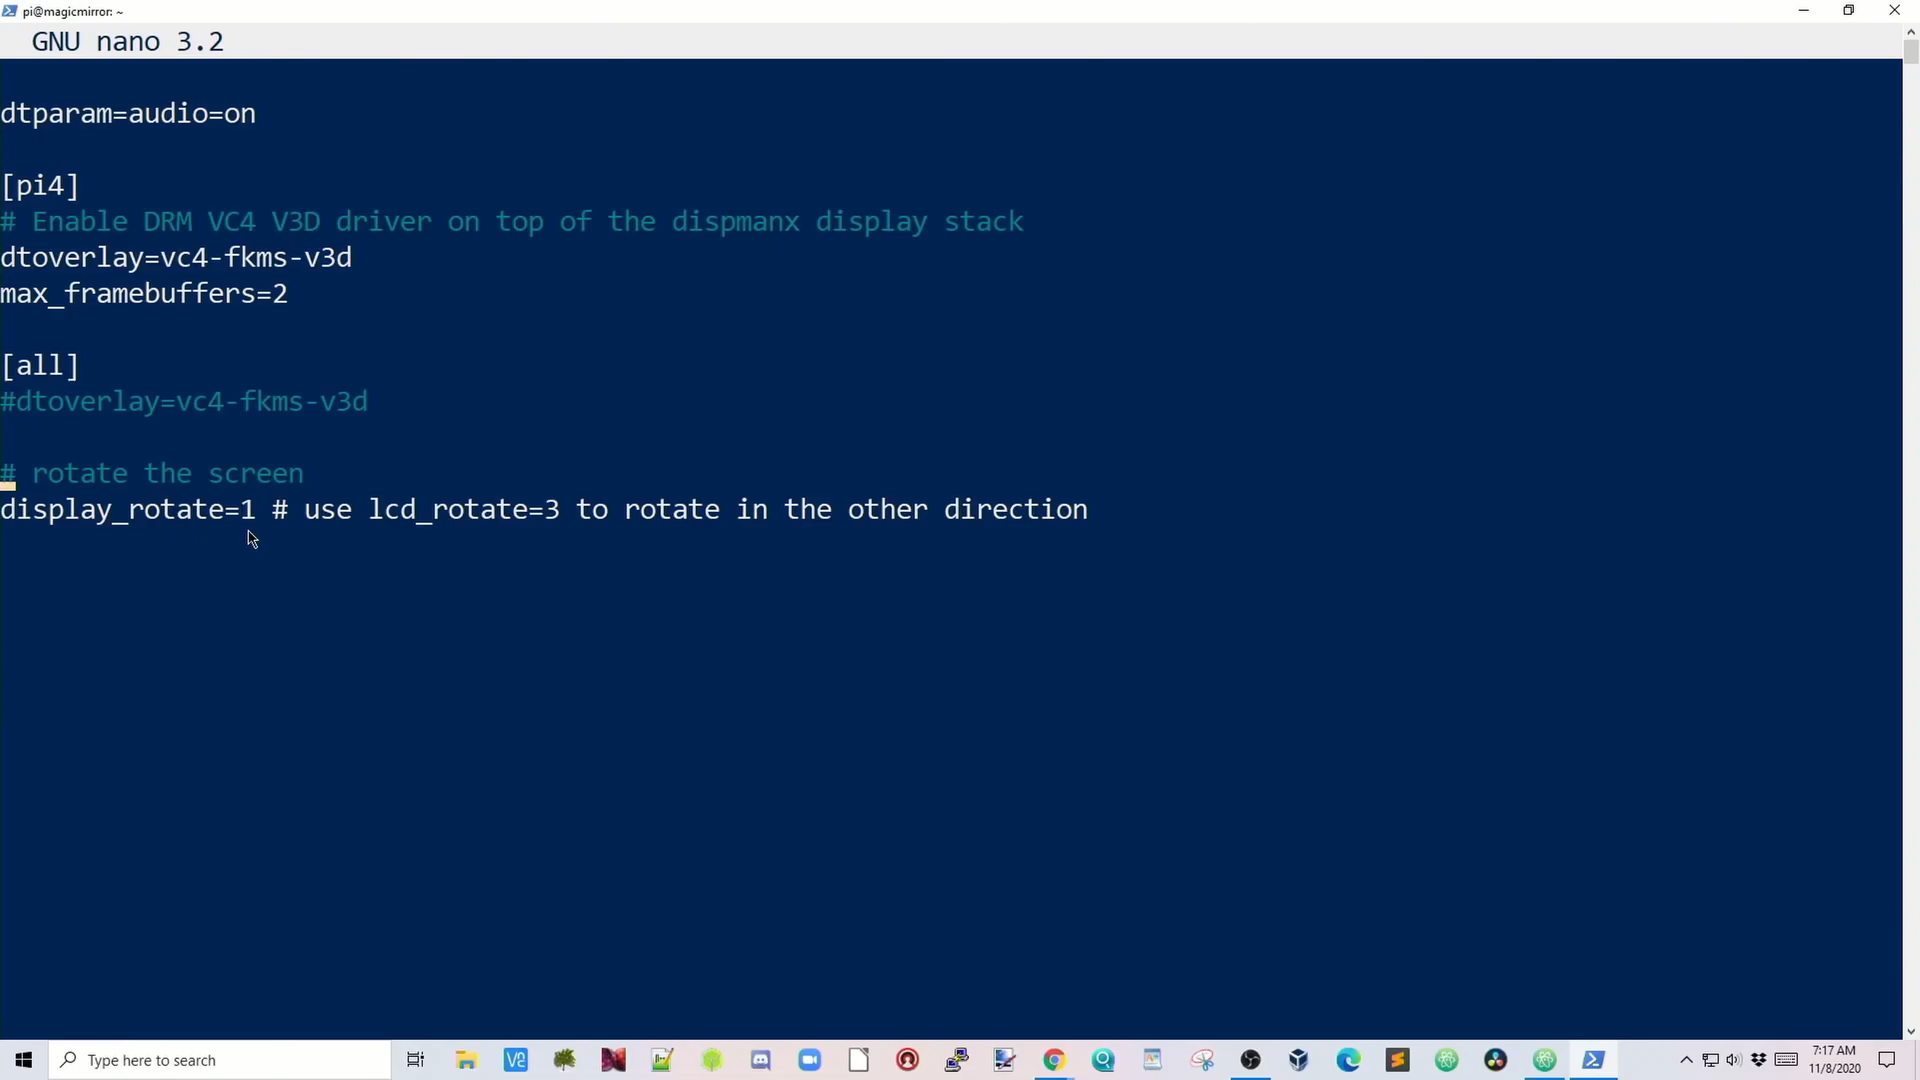 pi@magicmirror: ~
GNU nano 3.2
dtparam=audio=on
[pi4]
# Enable DRM VC4 V3D driver on top of the dispmanx display stack
dtoverlay=vc4-fkms-v3d
max_framebuffers=2
[all]
#dtoverlay=vc4-fkms-v3d
# rotate the screen
display_rotate=1 # use lcd_rotate=3 to rotate in the other direction
Type here to search
7:17 AM
11/8/2020